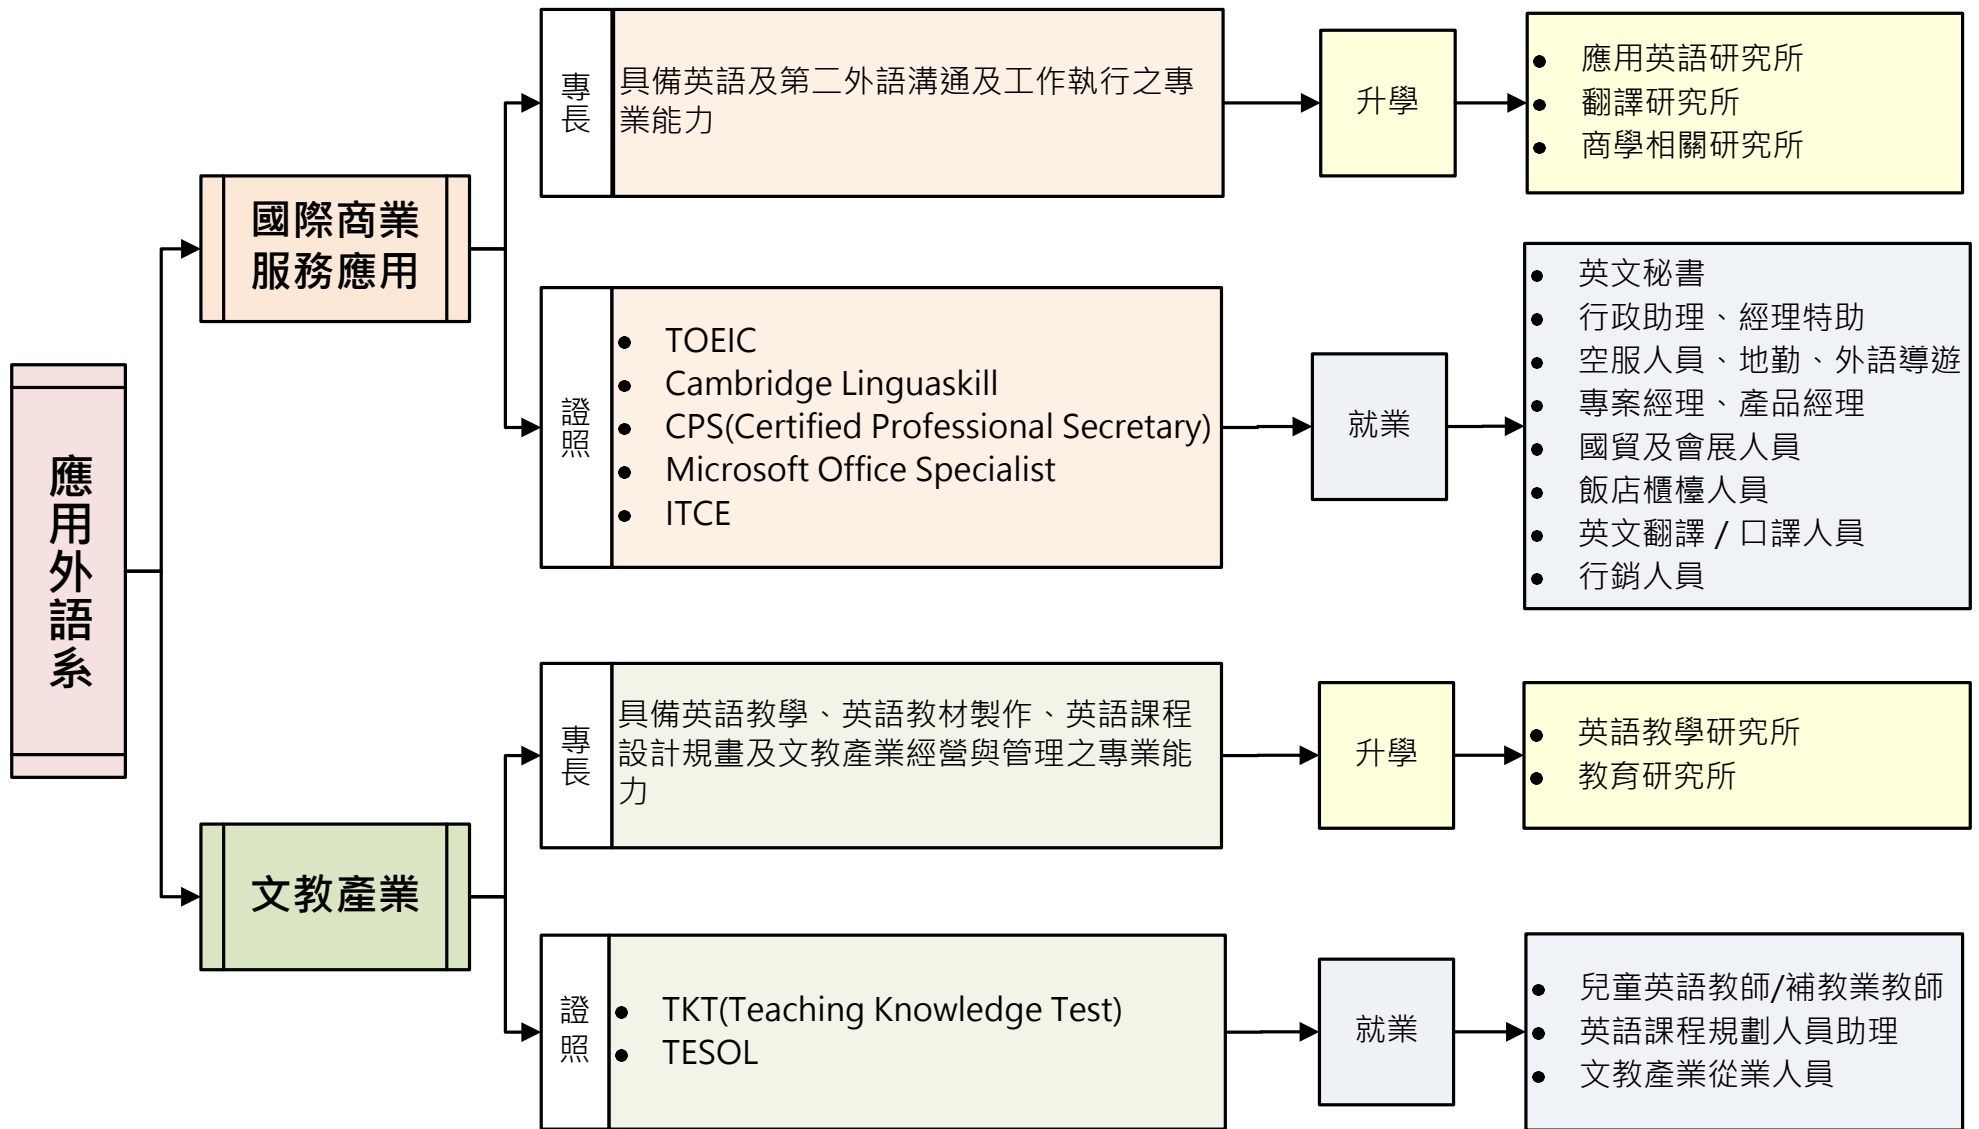 應用外語系
國際商業
服務應用
專長
具備英語及第二外語溝通及工作執行之專
業能力
升學
● 應用英語研究所
● 翻譯研究所
● 商學相關研究所
證照
● TOEIC
● Cambridge Linguaskill
● CPS(Certified Professional Secretary)
● Microsoft Office Specialist
● ITCE
就業
● 英文秘書
● 行政助理、經理特助
● 空服人員、地勤、外語導遊
● 專案經理、產品經理
● 國貿及會展人員
● 飯店櫃檯人員
● 英文翻譯 / 口譯人員
● 行銷人員
文教產業
專長
具備英語教學、英語教材製作、英語課程
設計規畫及文教產業經營與管理之專業能
力
升學
● 英語教學研究所
● 教育研究所
證照
● TKT(Teaching Knowledge Test)
● TESOL
就業
● 兒童英語教師/補教業教師
● 英語課程規劃人員助理
● 文教產業從業人員